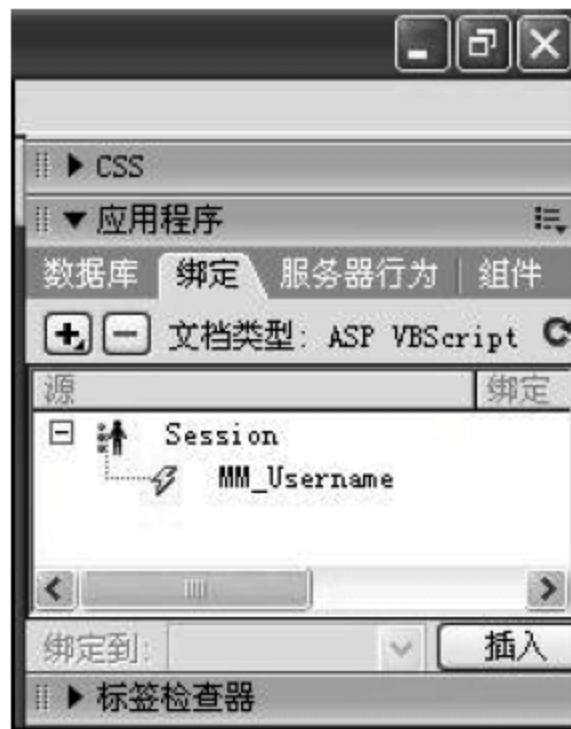 CSS
应用程序
数据库 绑定 服务器行为 组件
文档类型: ASP VBScript
源 绑定
Session
MM_Username
绑定到: 插入
标签检查器